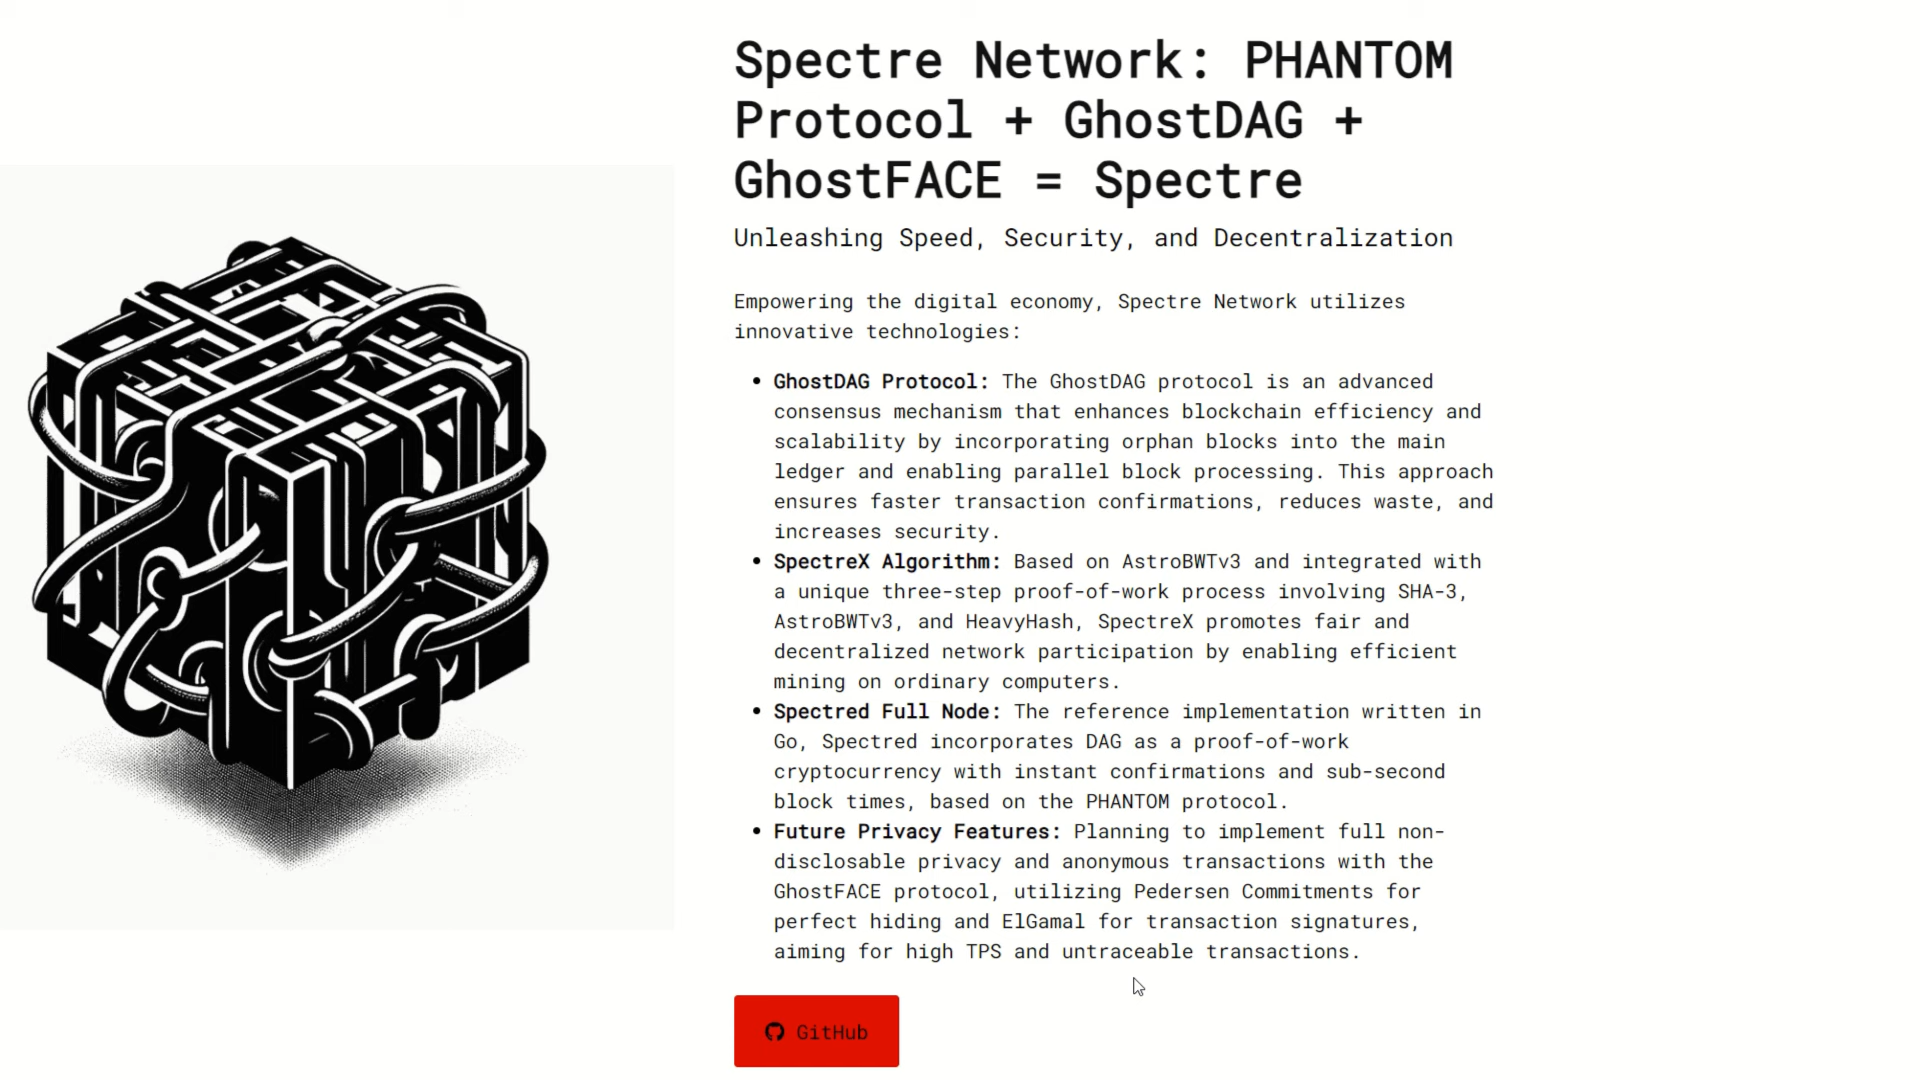 Spectre Network: PHANTOM
Protocol + GhostDAG +
GhostFACE = Spectre
Unleashing Speed, Security, and Decentralization
Empowering the digital economy, Spectre Network utilizes
innovative technologies:
• GhostDAG Protocol: The GhostDAG protocol is an advanced
consensus mechanism that enhances blockchain efficiency and
scalability by incorporating orphan blocks into the main
ledger and enabling parallel block processing. This approach
ensures faster transaction confirmations, reduces waste, and
increases security.
• SpectreX Algorithm: Based on AstroBWTv3 and integrated with
a unique three-step proof-of-work process involving SHA-3,
AstroBWTv3, and HeavyHash, SpectreX promotes fair and
decentralized network participation by enabling efficient
mining on ordinary computers.
• Spectred Full Node: The reference implementation written in
Go, Spectred incorporates DAG as a proof-of-work
cryptocurrency with instant confirmations and sub-second
block times, based on the PHANTOM protocol.
• Future Privacy Features: Planning to implement full non-
disclosable privacy and anonymous transactions with the
GhostFACE protocol, utilizing Pedersen Commitments for
perfect hiding and ElGamal for transaction signatures,
aiming for high TPS and untraceable transactions.
GitHub